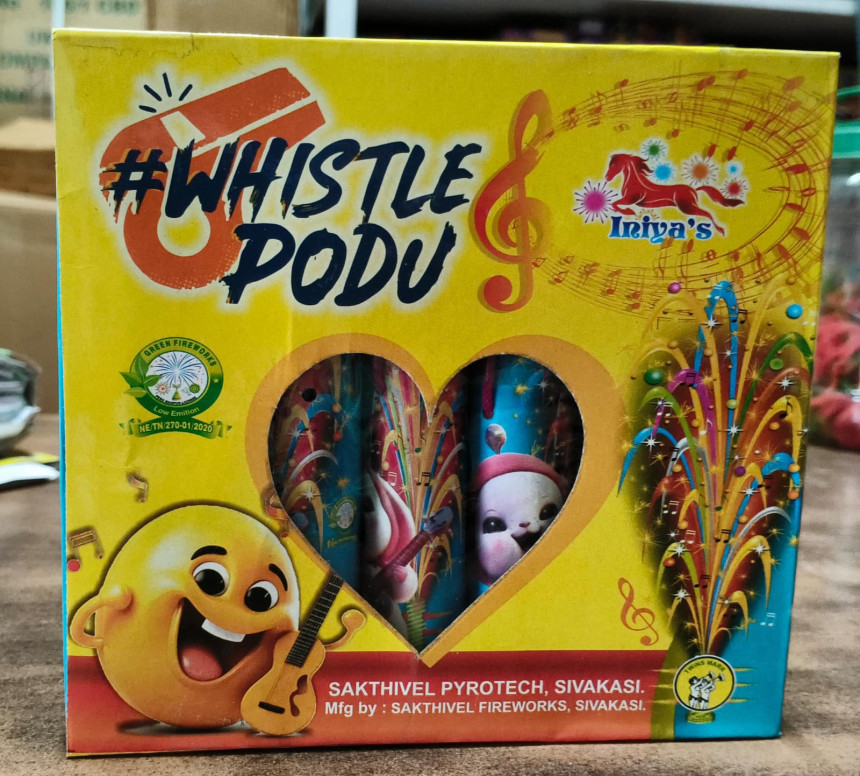 #WHISTLE
PODU
Iniya's
GREEN FIREWORKS
Low Emition
NE/TN/270-01/2020
SAKTHIVEL PYROTECH, SIVAKASI.
Mfg by : SAKTHIVEL FIREWORKS, SIVAKASI.
TWINS MARK